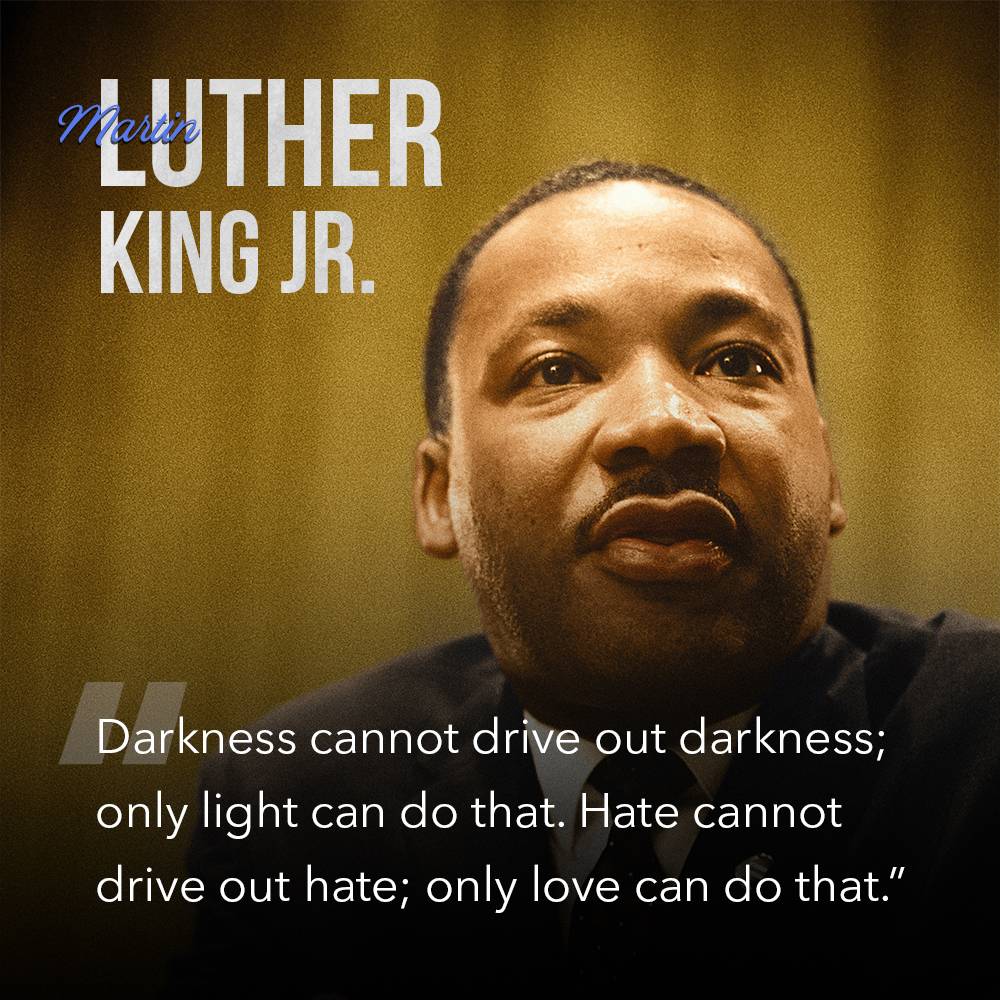 Martin
LUTHER
KING JR.
"Darkness cannot drive out darkness;
only light can do that. Hate cannot
drive out hate; only love can do that.”